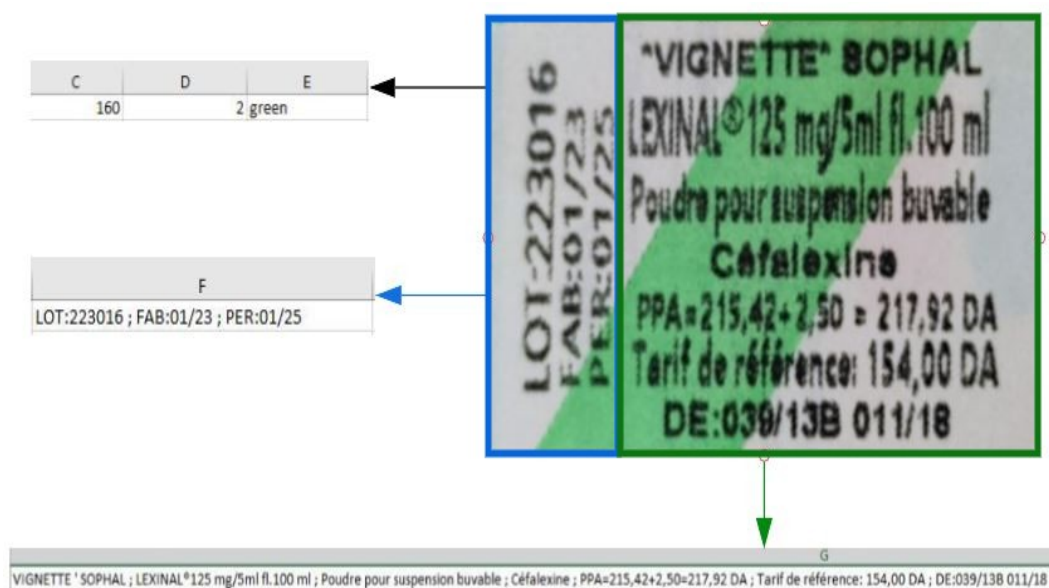 C D E
160 2 green
F
LOT:223016 ; FAB:01/23 ; PER:01/25
LOT:223016
FAB:01/23
PER:01/25
"VIGNETTE" SOPHAL
LEXINAL® 125 mg/5ml fl.100 ml
Poudre pour suspension buvable
Céfalexine
PPA=215,42+2,50 = 217,92 DA
Tarif de référence: 154,00 DA
DE:039/13B 011/18
G
VIGNETTE ' SOPHAL ; LEXINAL® 125 mg/5ml fl.100 ml ; Poudre pour suspension buvable ; Céfalexine ; PPA=215,42+2,50=217,92 DA ; Tarif de référence: 154,00 DA ; DE:039/13B 011/18